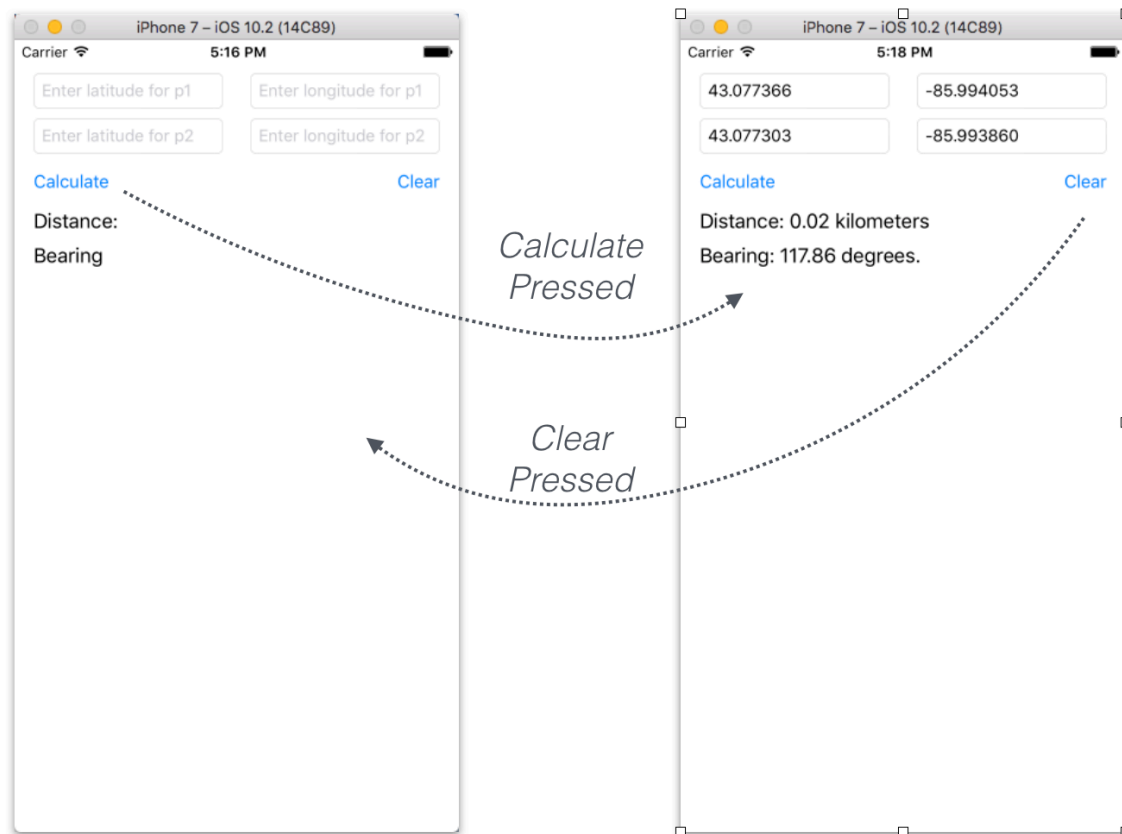 iPhone 7 – iOS 10.2 (14C89)
Carrier 5:16 PM
Enter latitude for p1 Enter longitude for p1
Enter latitude for p2 Enter longitude for p2
Calculate Clear
Distance:
Bearing
Calculate
Pressed
Clear
Pressed
iPhone 7 – iOS 10.2 (14C89)
Carrier 5:18 PM
43.077366 -85.994053
43.077303 -85.993860
Calculate Clear
Distance: 0.02 kilometers
Bearing: 117.86 degrees.